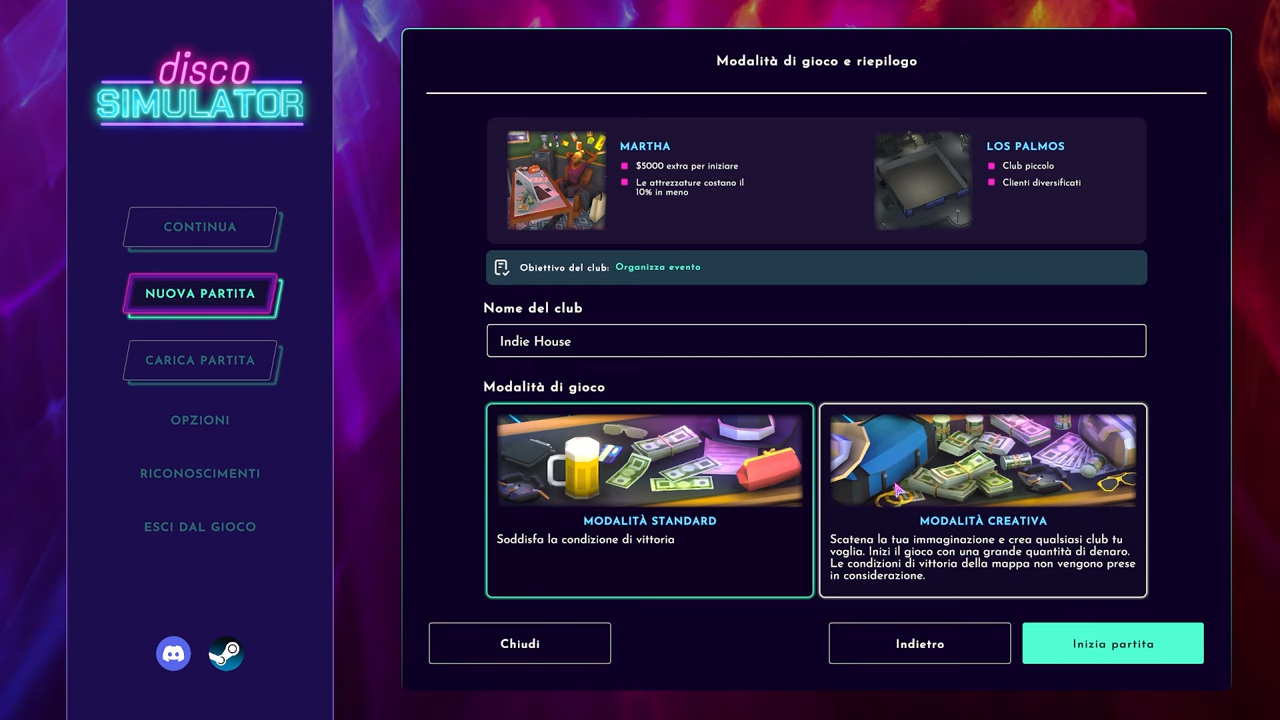 disco
SIMULATOR
CONTINUA
NUOVA PARTITA
CARICA PARTITA
OPZIONI
RICONOSCIMENTI
ESCI DAL GIOCO
Modalità di gioco e riepilogo
MARTHA
$5000 extra per iniziare
Le attrezzature costano il
10% in meno
LOS PALMOS
Club piccolo
Clienti diversificati
Obiettivo del club: Organizza evento
Nome del club
Indie House
Modalità di gioco
MODALITÀ STANDARD
Soddisfa la condizione di vittoria
MODALITÀ CREATIVA
Scatena la tua immaginazione e crea qualsiasi club tu
voglia. Inizi il gioco con una grande quantità di denaro.
Le condizioni di vittoria della mappa non vengono prese
in considerazione.
Chiudi
Indietro
Inizia partita